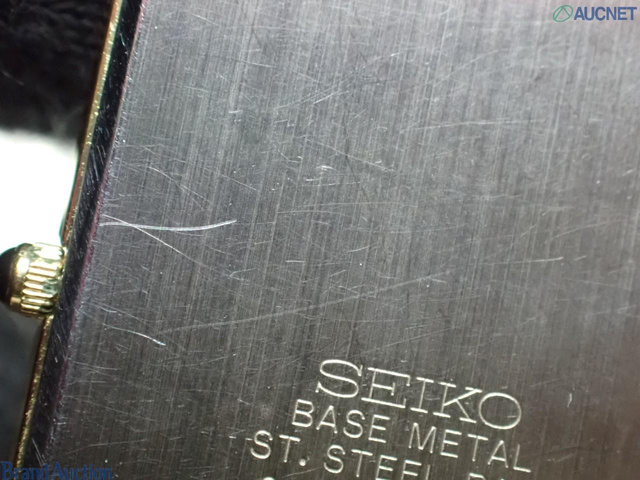 AUCNET
SEIKO
BASE METAL
ST. STEEL
BrandAuction